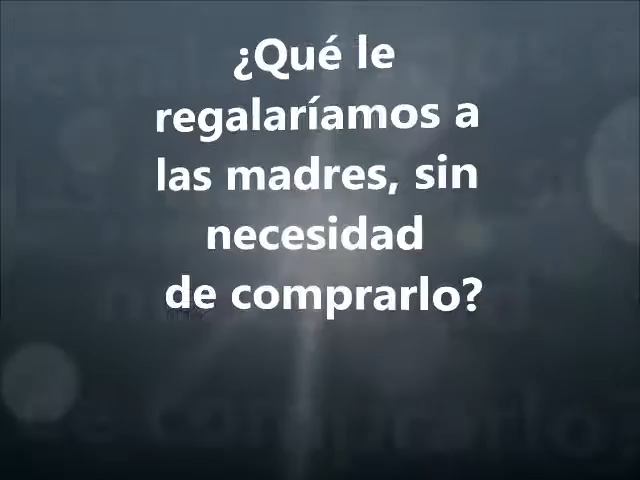 ¿Qué le
regalaríamos a
las madres, sin
necesidad
de comprarlo?